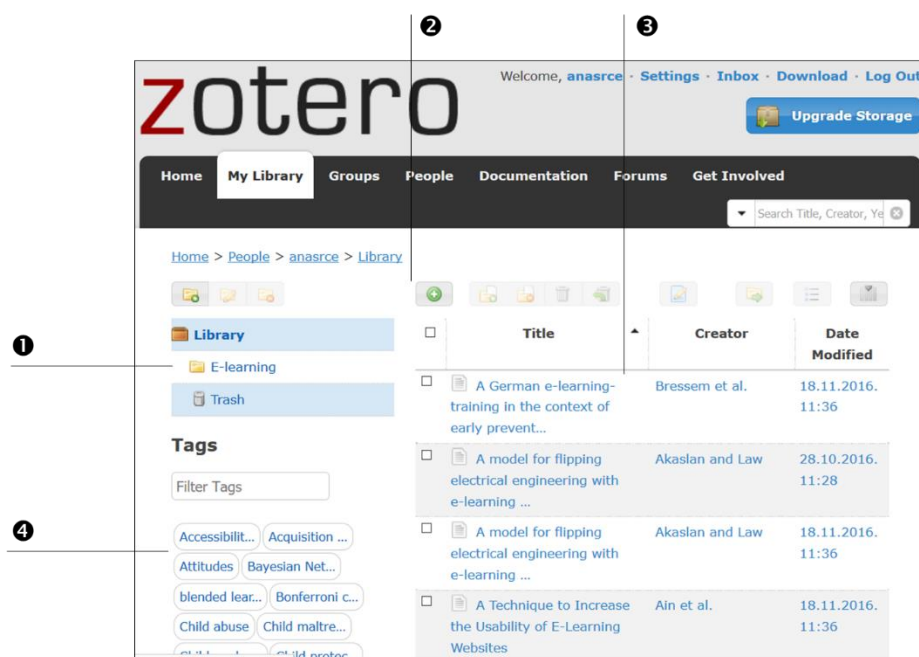 ❷ ❸
zotero
Welcome, anasrce · Settings · Inbox · Download · Log Out
Upgrade Storage
Home My Library Groups People Documentation Forums Get Involved
Search Title, Creator, Ye
Home > People > anasrce > Library
Library
Title Creator Date Modified
❶
E-learning
Trash
A German e-learning-
training in the context of
early prevent...
Bressem et al.
18.11.2016.
11:36
Tags
Filter Tags
A model for flipping
electrical engineering with
e-learning ...
Akaslan and Law
28.10.2016.
11:28
❹
Accessibilit... Acquisition ...
Attitudes Bayesian Net...
blended lear... Bonferroni c...
Child abuse Child maltre...
A model for flipping
electrical engineering with
e-learning ...
Akaslan and Law
18.11.2016.
11:36
A Technique to Increase
the Usability of E-Learning
Websites
Ain et al.
18.11.2016.
11:36